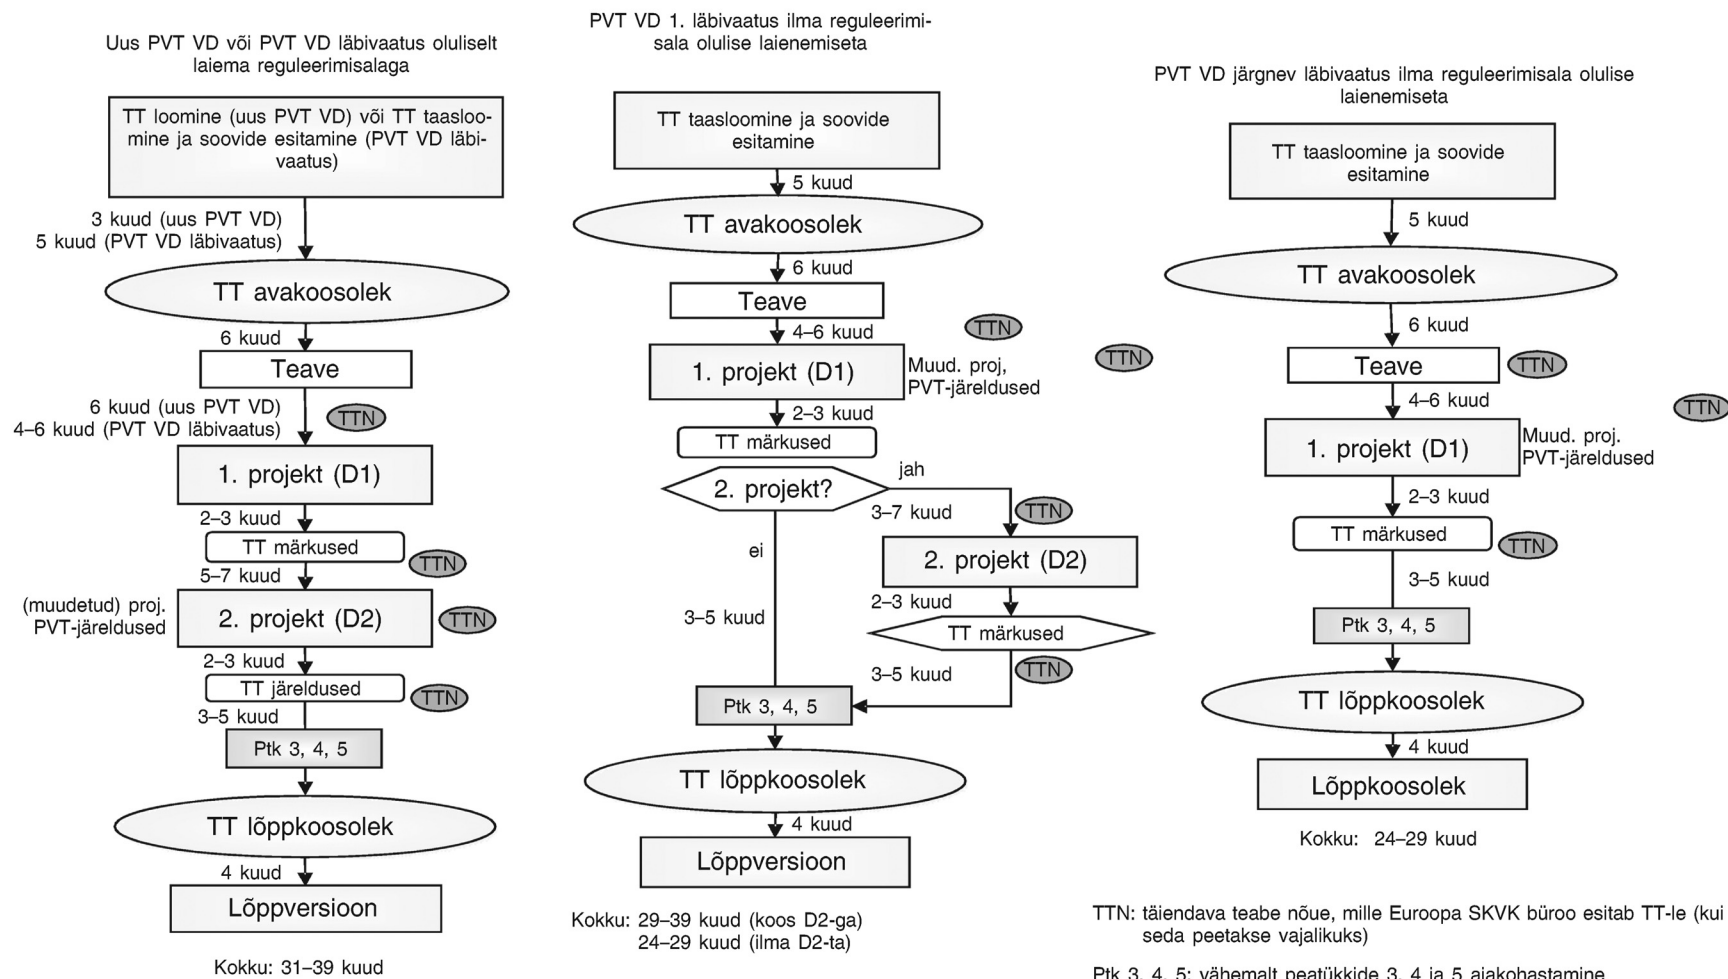 Uus PVT VD või PVT VD läbivaatus oluliselt
laiema reguleerimisalaga
TT loomine (uus PVT VD) või TT taasloo-
mine ja soovide esitamine (PVT VD läbi-
vaatus)
3 kuud (uus PVT VD)
5 kuud (PVT VD läbivaatus)
TT avakoosolek
6 kuud
Teave
6 kuud (uus PVT VD)
4–6 kuud (PVT VD läbivaatus)
TTN
1. projekt (D1)
2–3 kuud
TT märkused
TTN
5–7 kuud
(muudetud) proj.
PVT-järeldused
2. projekt (D2)
TTN
2–3 kuud
TT järeldused
TTN
3–5 kuud
Ptk 3, 4, 5
TT lõppkoosolek
4 kuud
Lõppversioon
Kokku: 31–39 kuud
PVT VD 1. läbivaatus ilma reguleerimi-
sala olulise laienemiseta
TT taasloomine ja soovide
esitamine
5 kuud
TT avakoosolek
6 kuud
Teave
4–6 kuud
TTN
TTN
1. projekt (D1)
Muud. proj,
PVT-järeldused
2–3 kuud
TT märkused
2. projekt?
jah
3–7 kuud
TTN
ei
2. projekt (D2)
2–3 kuud
3–5 kuud
TT märkused
3–5 kuud
TTN
Ptk 3, 4, 5
TT lõppkoosolek
4 kuud
Lõppversioon
Kokku: 29–39 kuud (koos D2-ga)
24–29 kuud (ilma D2-ta)
PVT VD järgnev läbivaatus ilma reguleerimisala olulise
laienemiseta
TT taasloomine ja soovide
esitamine
5 kuud
TT avakoosolek
6 kuud
Teave
TTN
4–6 kuud
TTN
1. projekt (D1)
Muud. proj.
PVT-järeldused
2–3 kuud
TT märkused
TTN
3–5 kuud
Ptk 3, 4, 5
TT lõppkoosolek
4 kuud
Lõppkoosolek
Kokku: 24–29 kuud
TTN: täiendava teabe nõue, mille Euroopa SKVK büroo esitab TT-le (kui
seda peetakse vajalikuks)
Ptk 3, 4, 5: vähemalt peatükkide 3, 4 ja 5 ajakohastamine